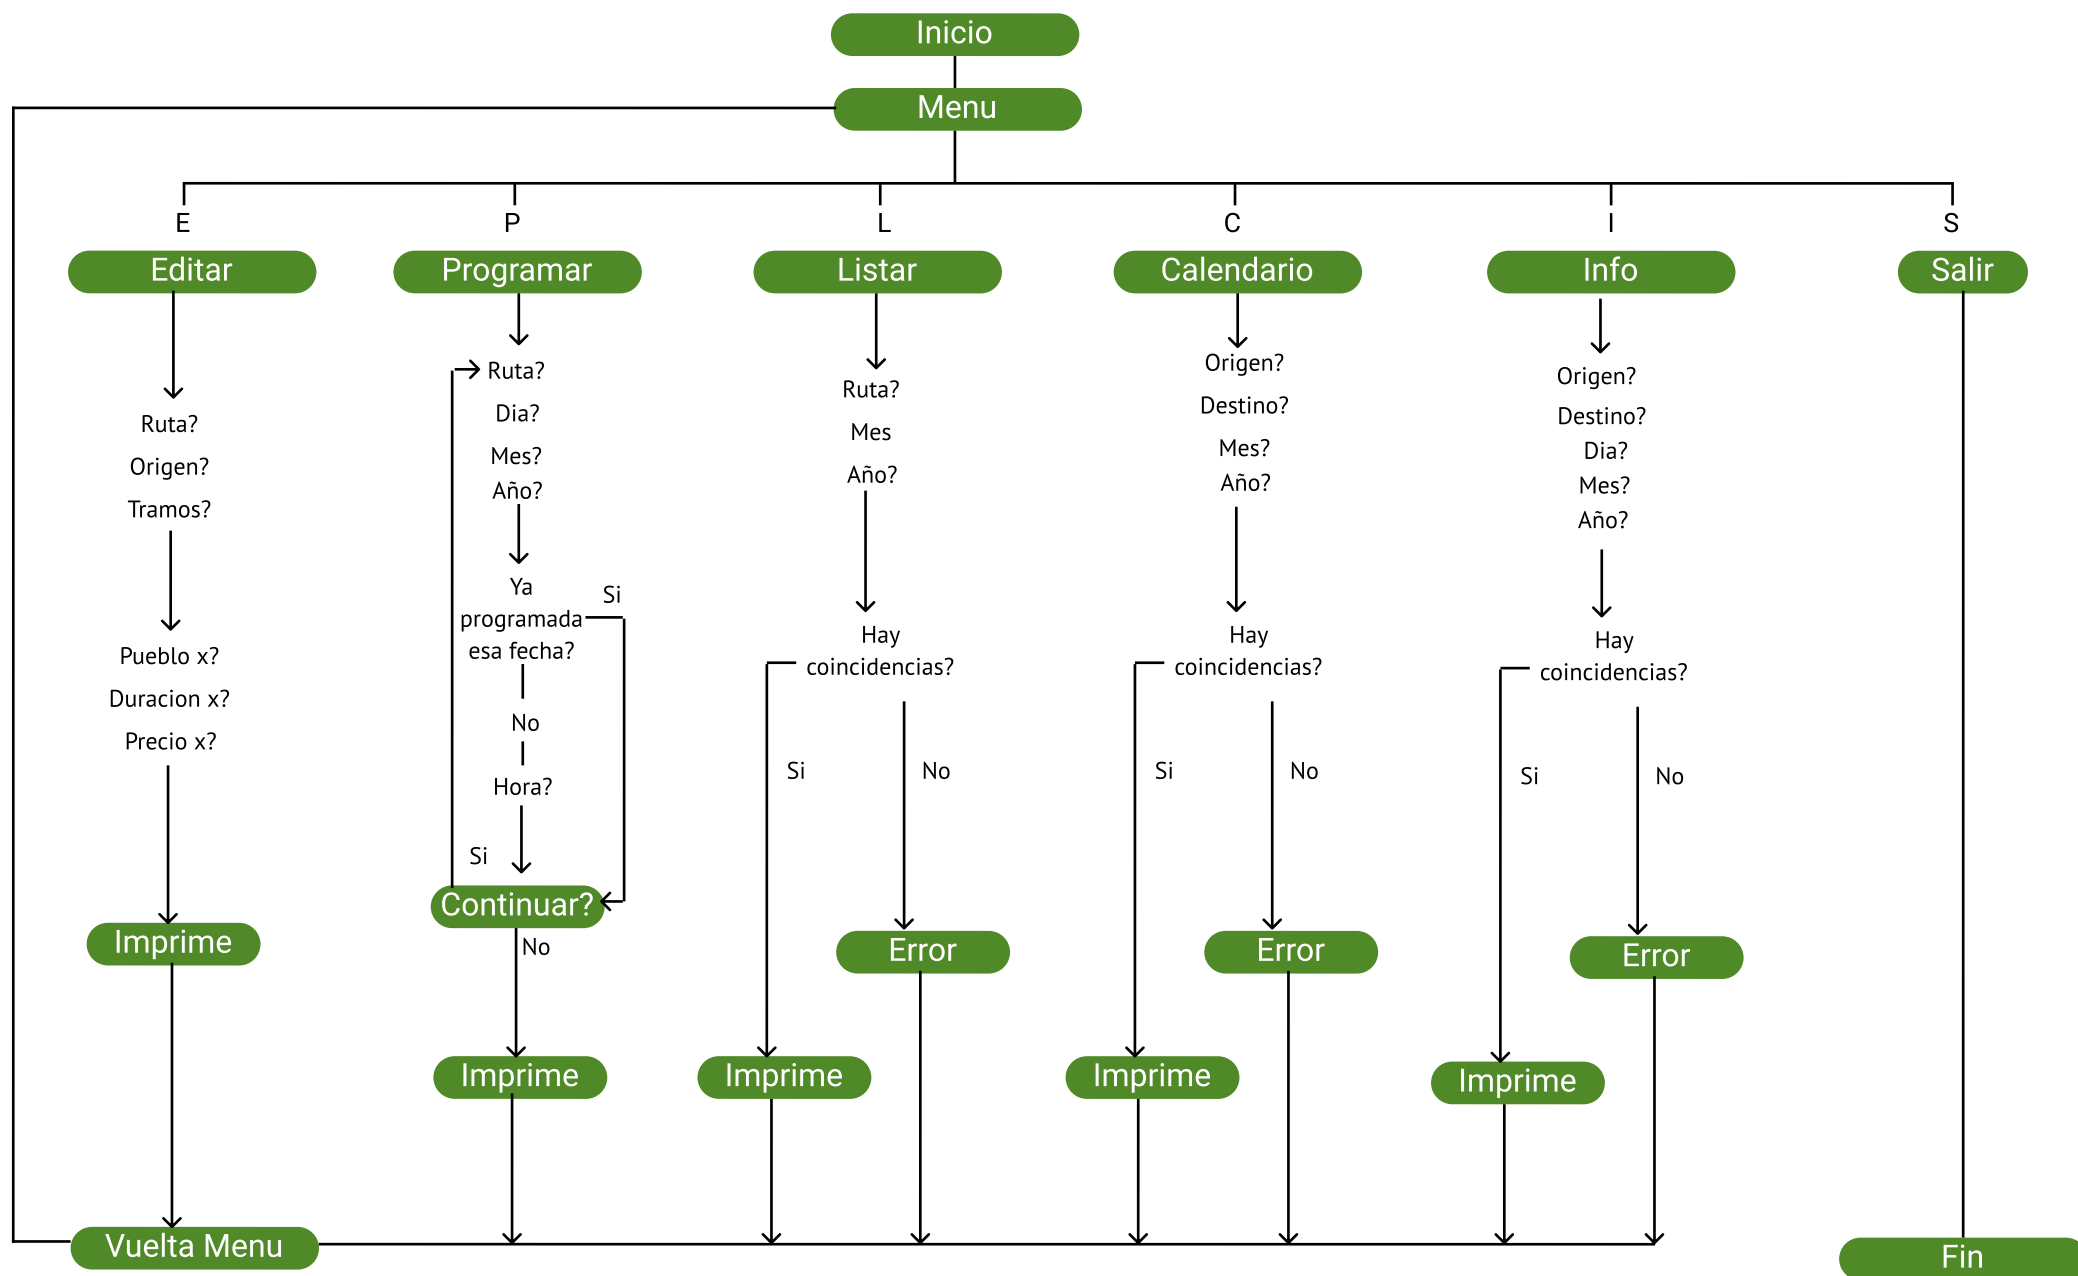 Inicio
Menu
E
P
L
C
I
S
Editar
Programar
Listar
Calendario
Info
Salir
Ruta?
Origen?
Tramos?
Pueblo x?
Duracion x?
Precio x?
Imprime
Vuelta Menu
Ruta?
Dia?
Mes?
Año?
Ya
programada
esa fecha?
Si
No
Hora?
Si
Continuar?
No
Imprime
Ruta?
Mes
Año?
Hay
coincidencias?
Si
No
Error
Imprime
Origen?
Destino?
Mes?
Año?
Hay
coincidencias?
Si
No
Error
Imprime
Origen?
Destino?
Dia?
Mes?
Año?
Hay
coincidencias?
Si
No
Error
Imprime
Fin